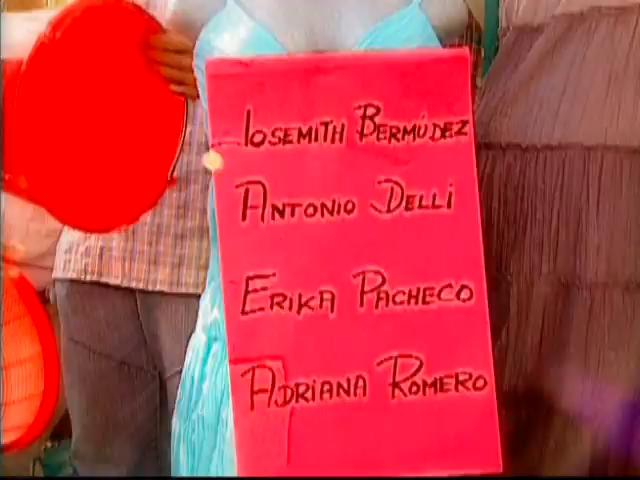 Iosemith Bermúdez
Antonio Delli
Erika Pacheco
Adriana Romero